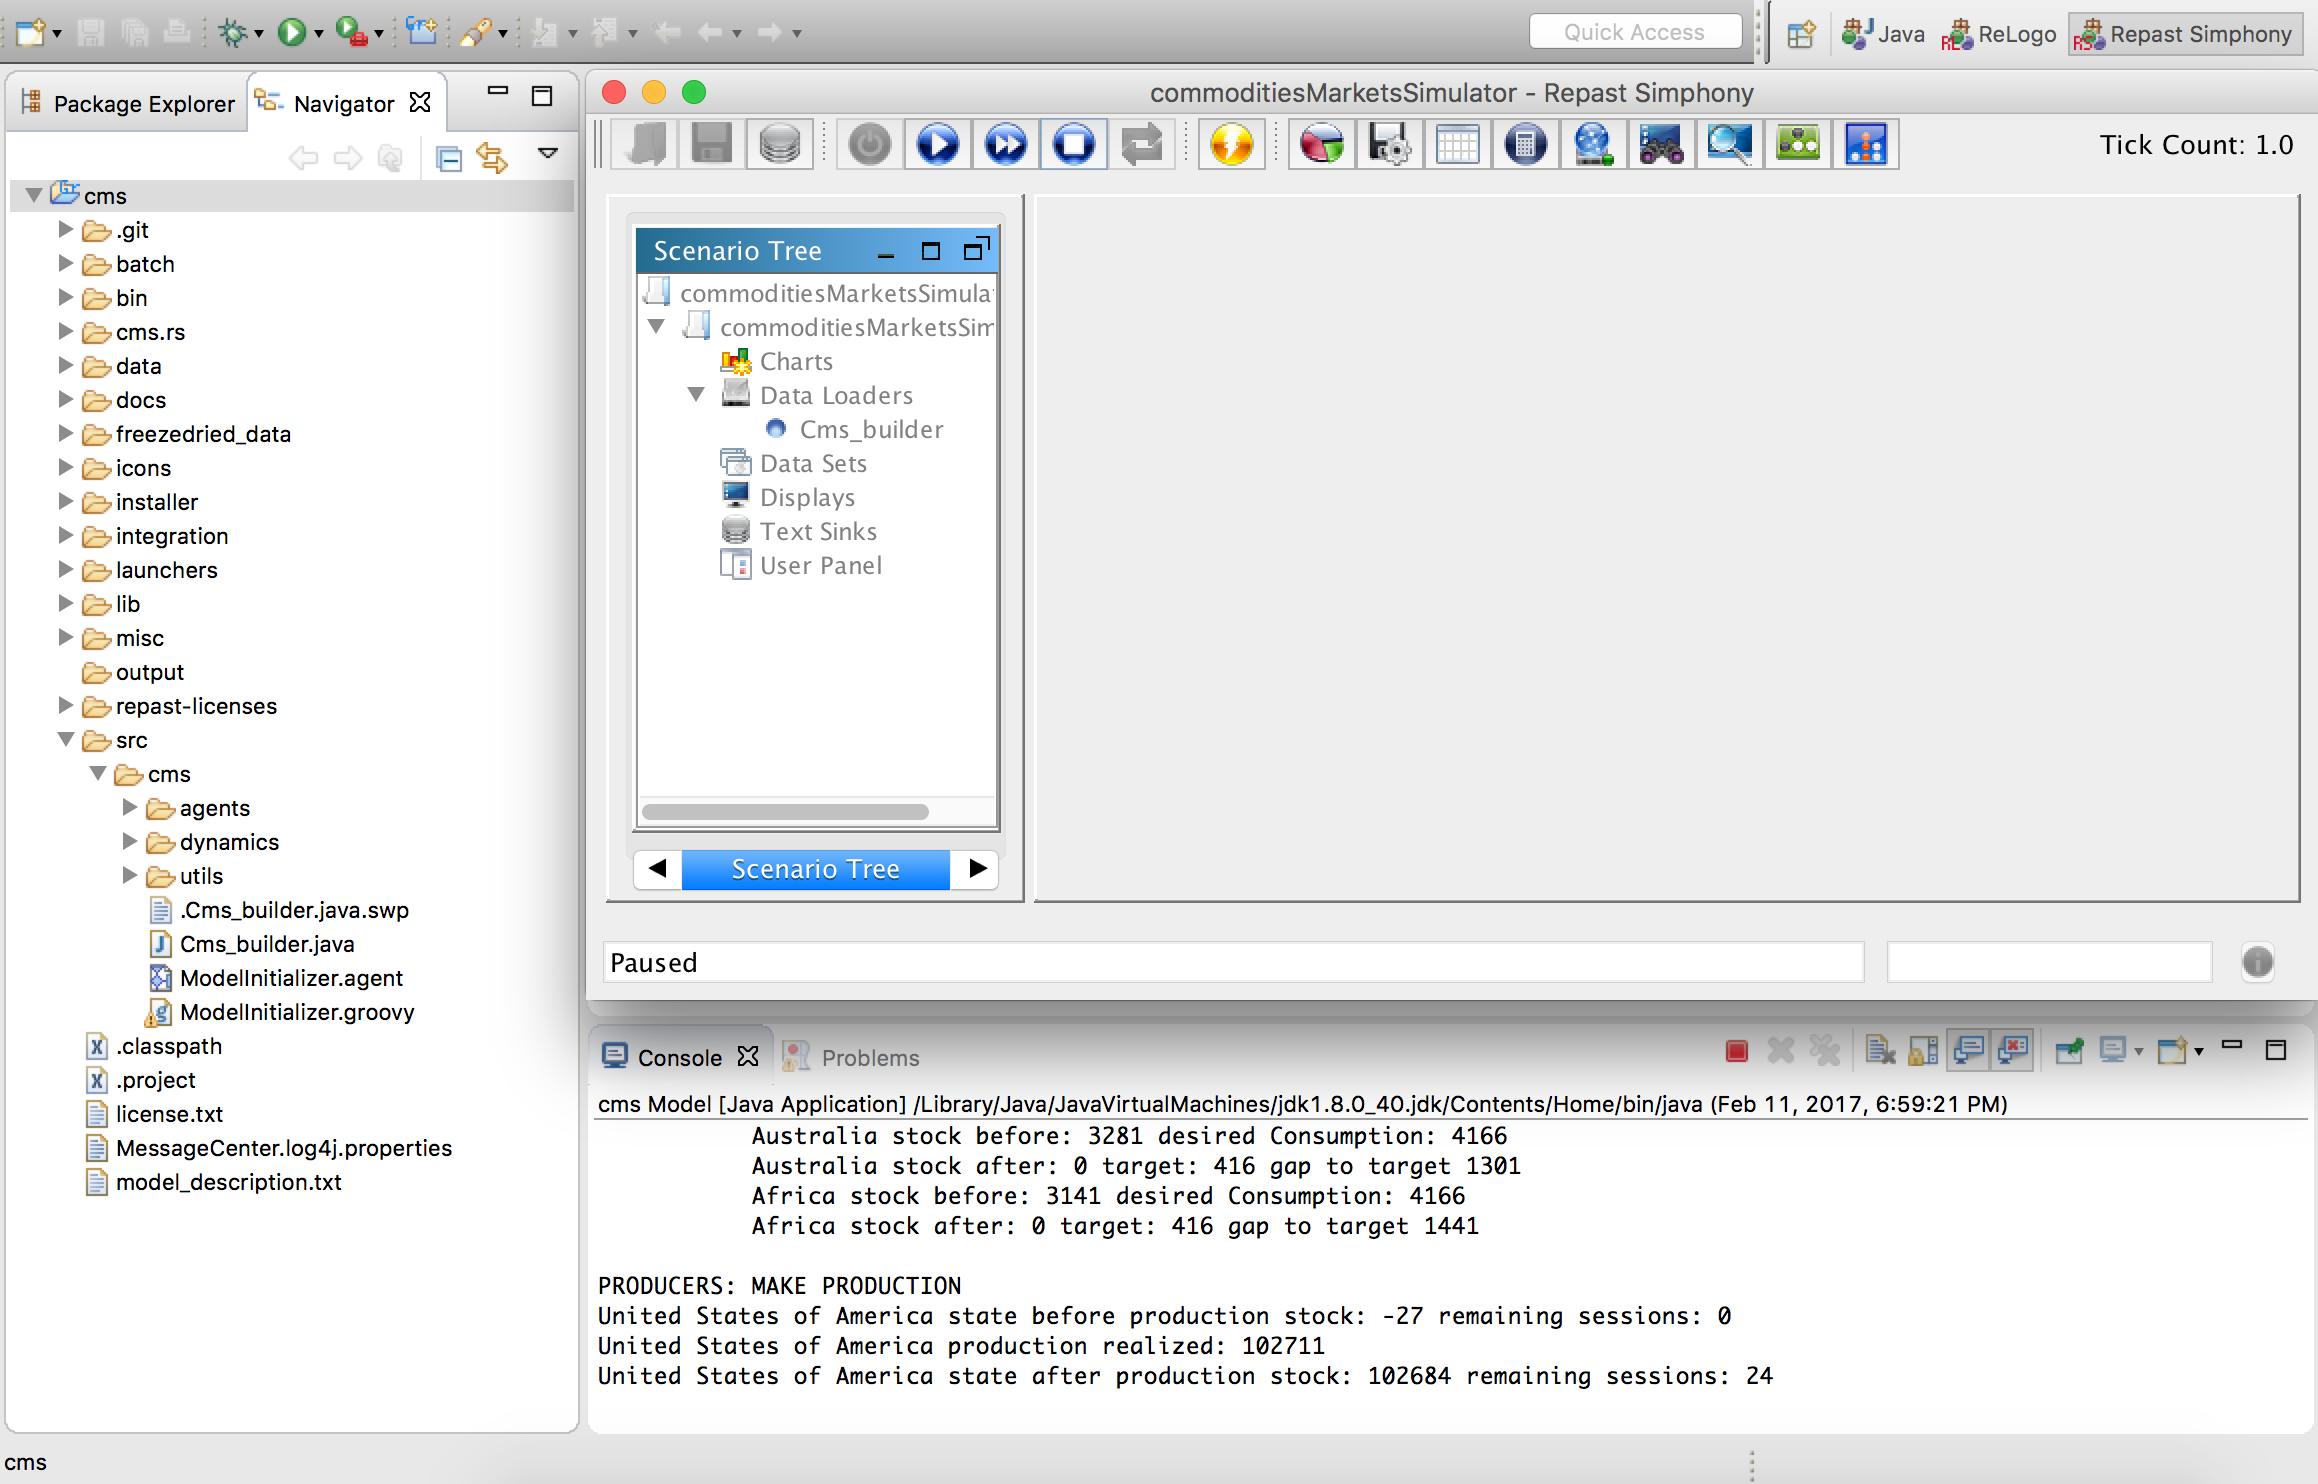 Quick Access
Java
ReLogo
Repast Simphony
Package Explorer
Navigator
cms
.git
batch
bin
cms.rs
data
docs
freezedried_data
icons
installer
integration
launchers
lib
misc
output
repast-licenses
src
cms
agents
dynamics
utils
.Cms_builder.java.swp
Cms_builder.java
ModelInitializer.agent
ModelInitializer.groovy
.classpath
.project
license.txt
MessageCenter.log4j.properties
model_description.txt
commoditiesMarketsSimulator - Repast Simphony
Tick Count: 1.0
Scenario Tree
commoditiesMarketsSimula
commoditiesMarketsSim
Charts
Data Loaders
Cms_builder
Data Sets
Displays
Text Sinks
User Panel
Scenario Tree
Paused
Console
Problems
cms Model [Java Application] /Library/Java/JavaVirtualMachines/jdk1.8.0_40.jdk/Contents/Home/bin/java (Feb 11, 2017, 6:59:21 PM)
Australia stock before: 3281 desired Consumption: 4166
Australia stock after: 0 target: 416 gap to target 1301
Africa stock before: 3141 desired Consumption: 4166
Africa stock after: 0 target: 416 gap to target 1441
PRODUCERS: MAKE PRODUCTION
United States of America state before production stock: -27 remaining sessions: 0
United States of America production realized: 102711
United States of America state after production stock: 102684 remaining sessions: 24
cms